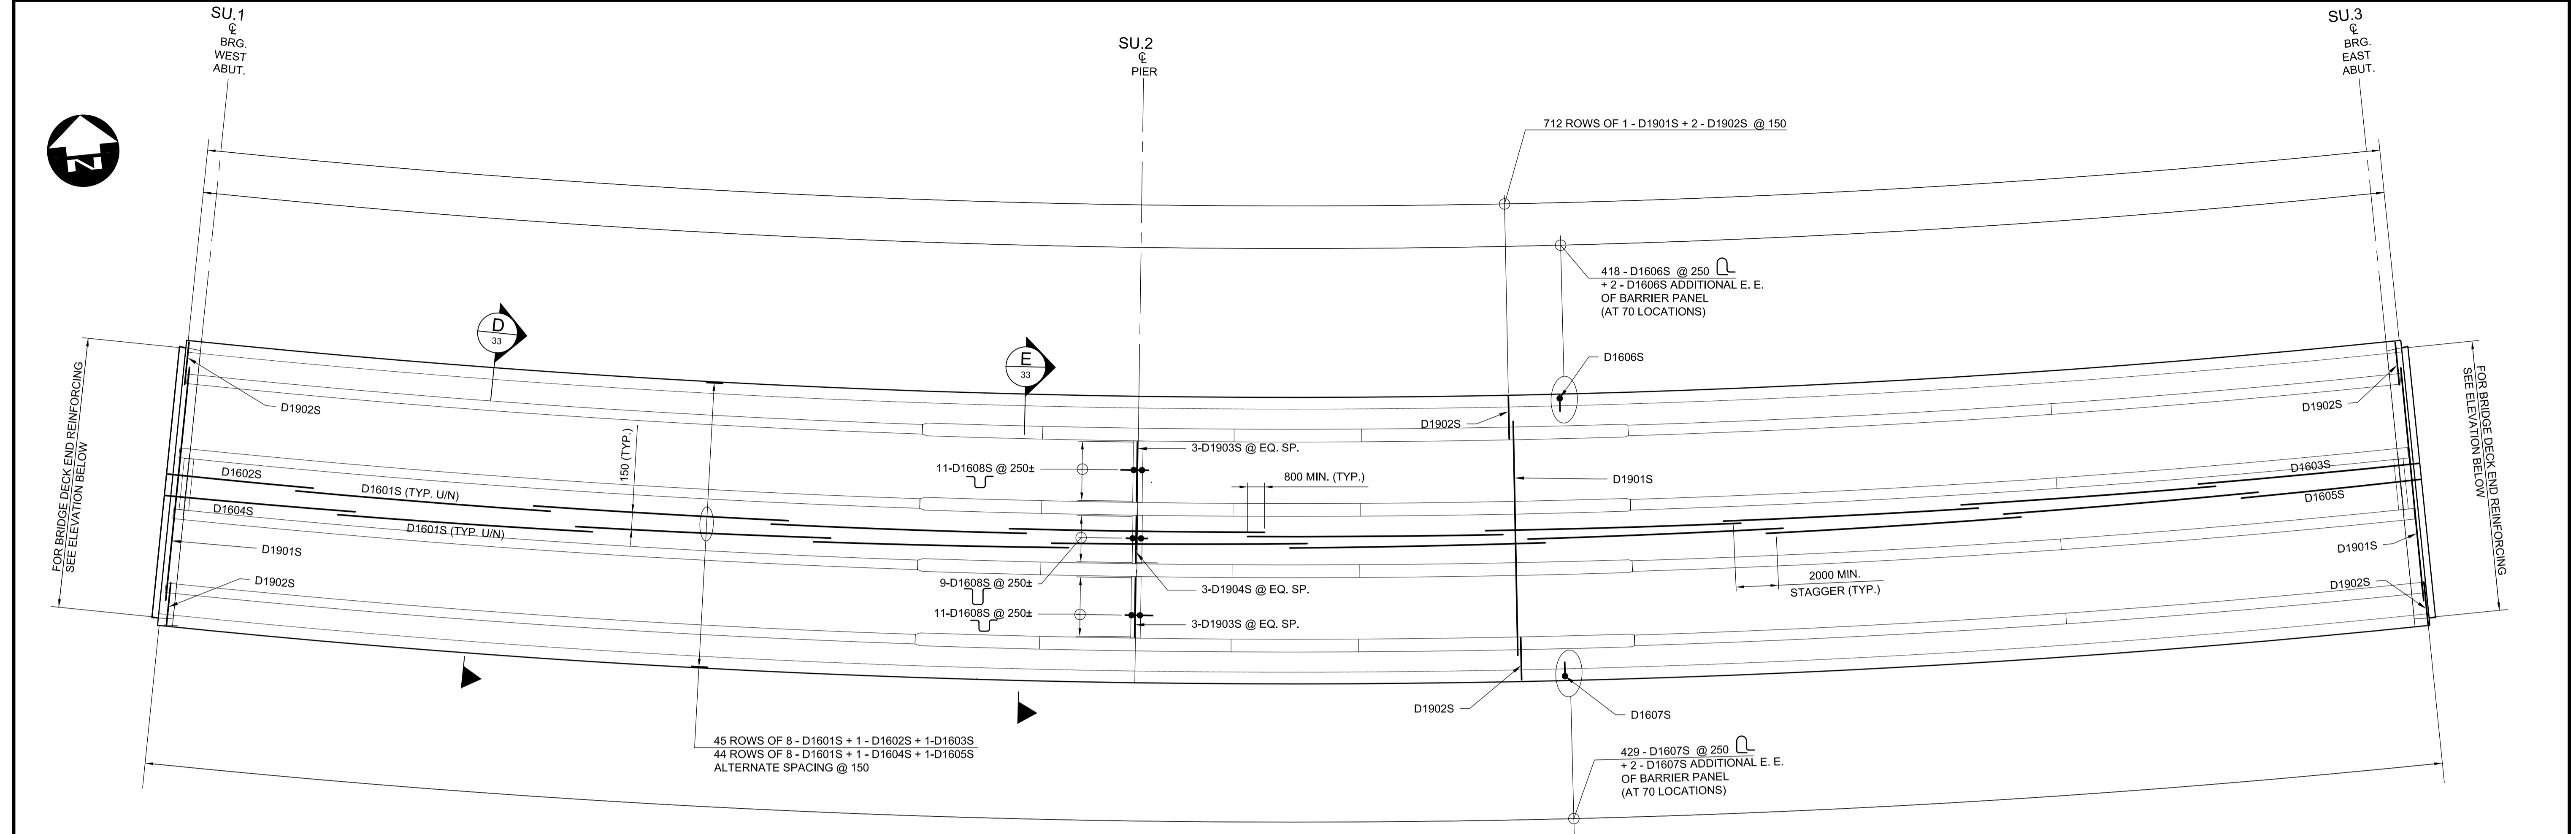 SU.1
℄
BRG.
WEST
ABUT.
SU.2
℄
PIER
SU.3
℄
BRG.
EAST
ABUT.
N
712 ROWS OF 1 - D1901S + 2 - D1902S @ 150
418 - D1606S @ 250
+ 2 - D1606S ADDITIONAL E. E.
OF BARRIER PANEL
(AT 70 LOCATIONS)
D
33
E
33
D1606S
FOR BRIDGE DECK END REINFORCING
SEE ELEVATION BELOW
D1902S
D1902S
D1902S
FOR BRIDGE DECK END REINFORCING
SEE ELEVATION BELOW
150 (TYP.)
3-D1903S @ EQ. SP.
11-D1608S @ 250±
800 MIN. (TYP.)
D1901S
D1602S
D1601S (TYP. U/N)
D1603S
D1604S
D1601S (TYP. U/N)
D1605S
D1901S
D1901S
D1902S
9-D1608S @ 250±
3-D1904S @ EQ. SP.
2000 MIN.
STAGGER (TYP.)
D1902S
11-D1608S @ 250±
3-D1903S @ EQ. SP.
D1902S
D1607S
45 ROWS OF 8 - D1601S + 1 - D1602S + 1-D1603S
44 ROWS OF 8 - D1601S + 1 - D1604S + 1-D1605S
ALTERNATE SPACING @ 150
429 - D1607S @ 250
+ 2 - D1607S ADDITIONAL E. E.
OF BARRIER PANEL
(AT 70 LOCATIONS)